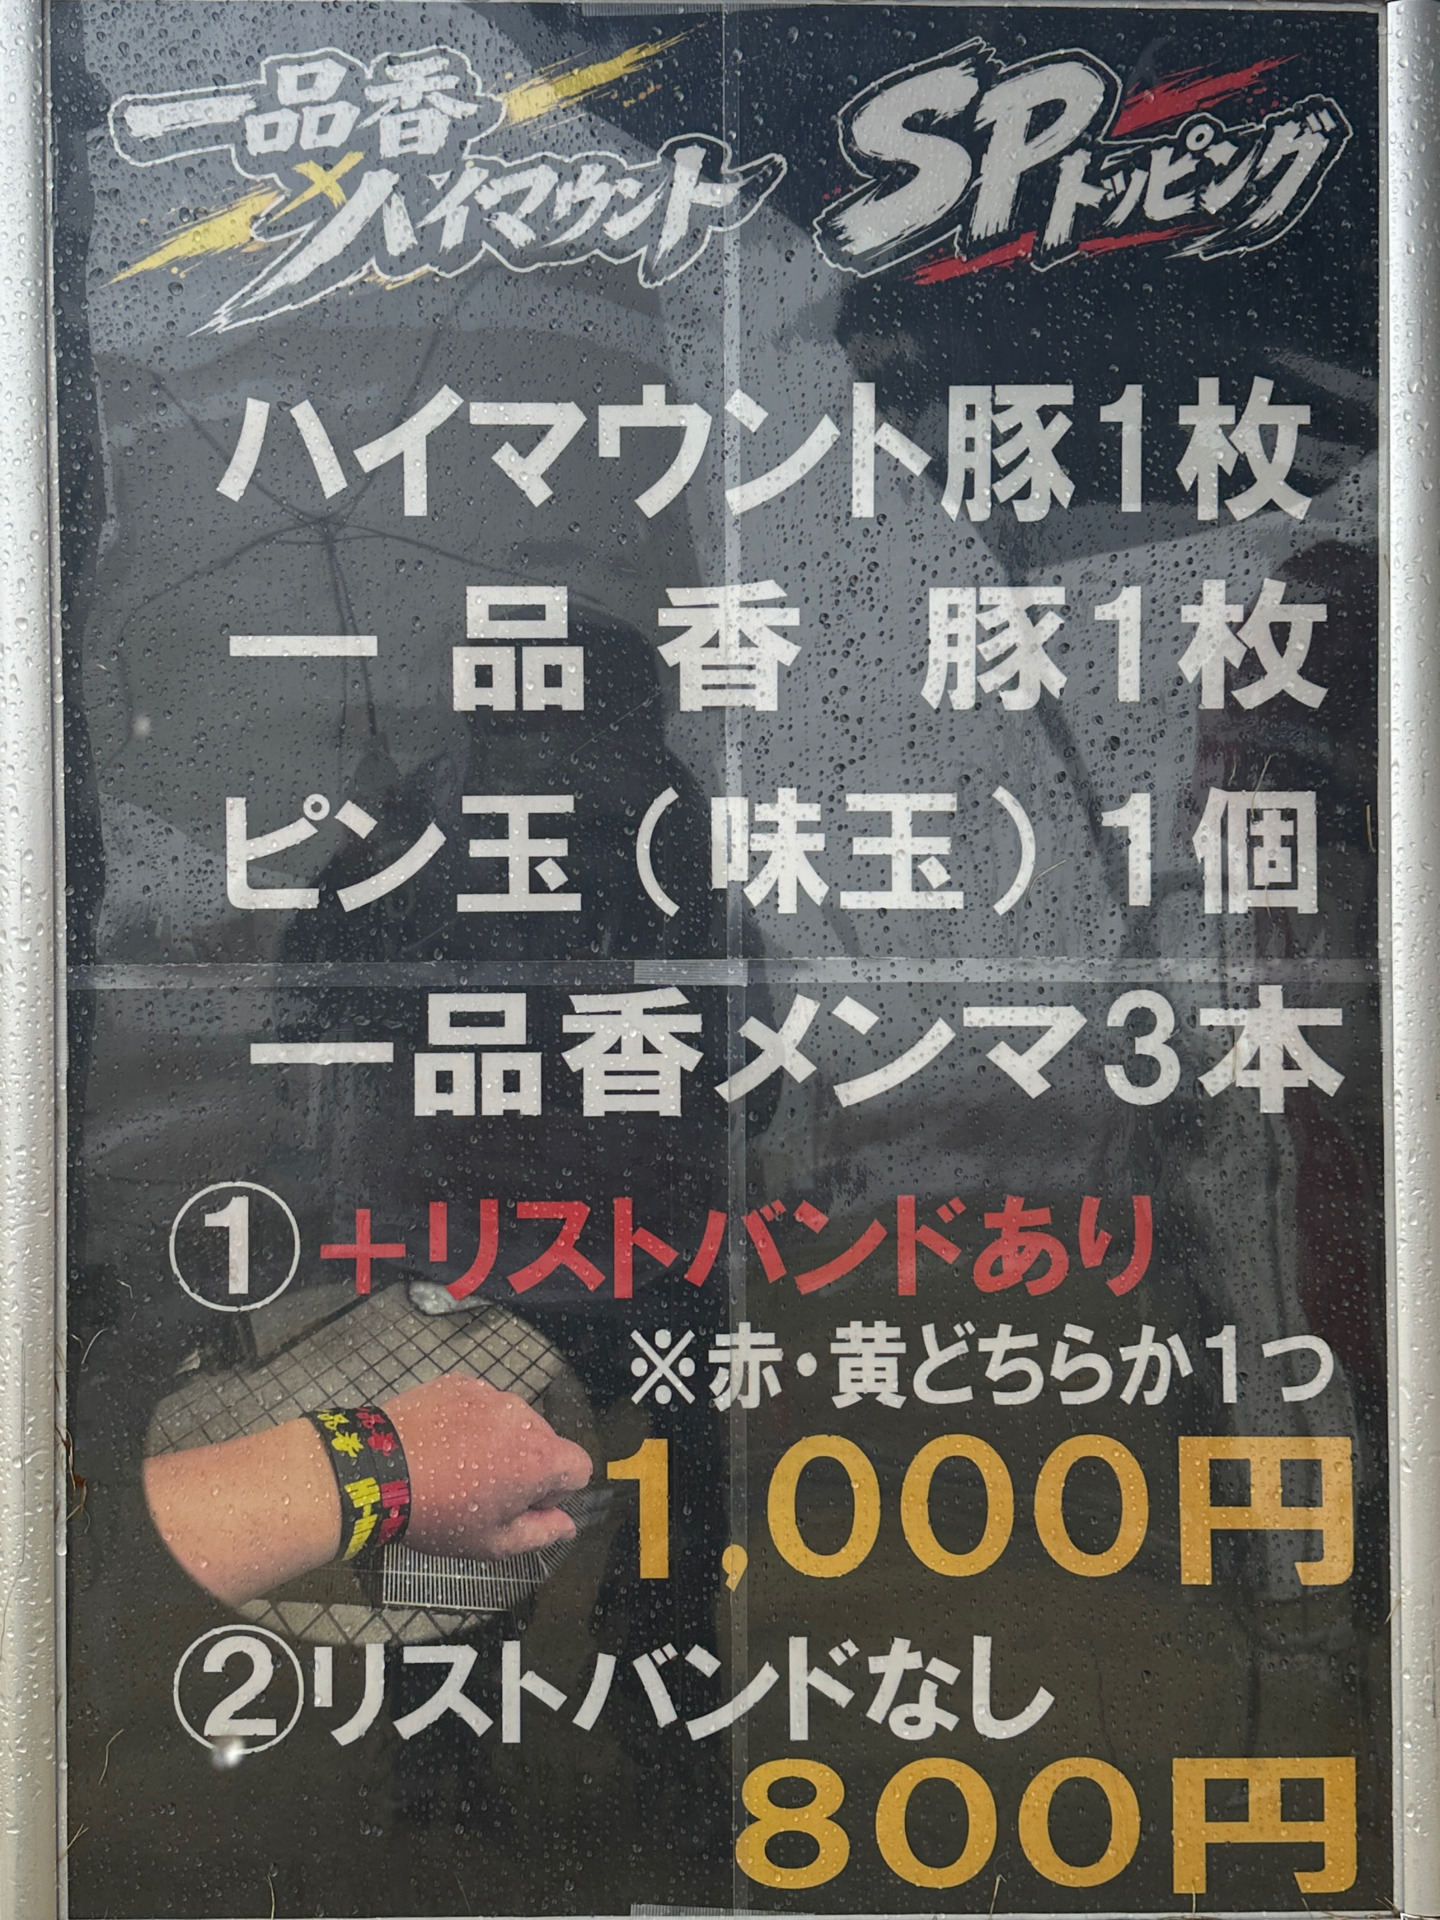 一品香
×ハイマウント
SPトッピング
ハイマウント豚1枚
一品香 豚1枚
ピン玉(味玉)1個
一品香メンマ3本
①+リストバンドあり
※赤・黄どちらか1つ
1,000円
②リストバンドなし
800円